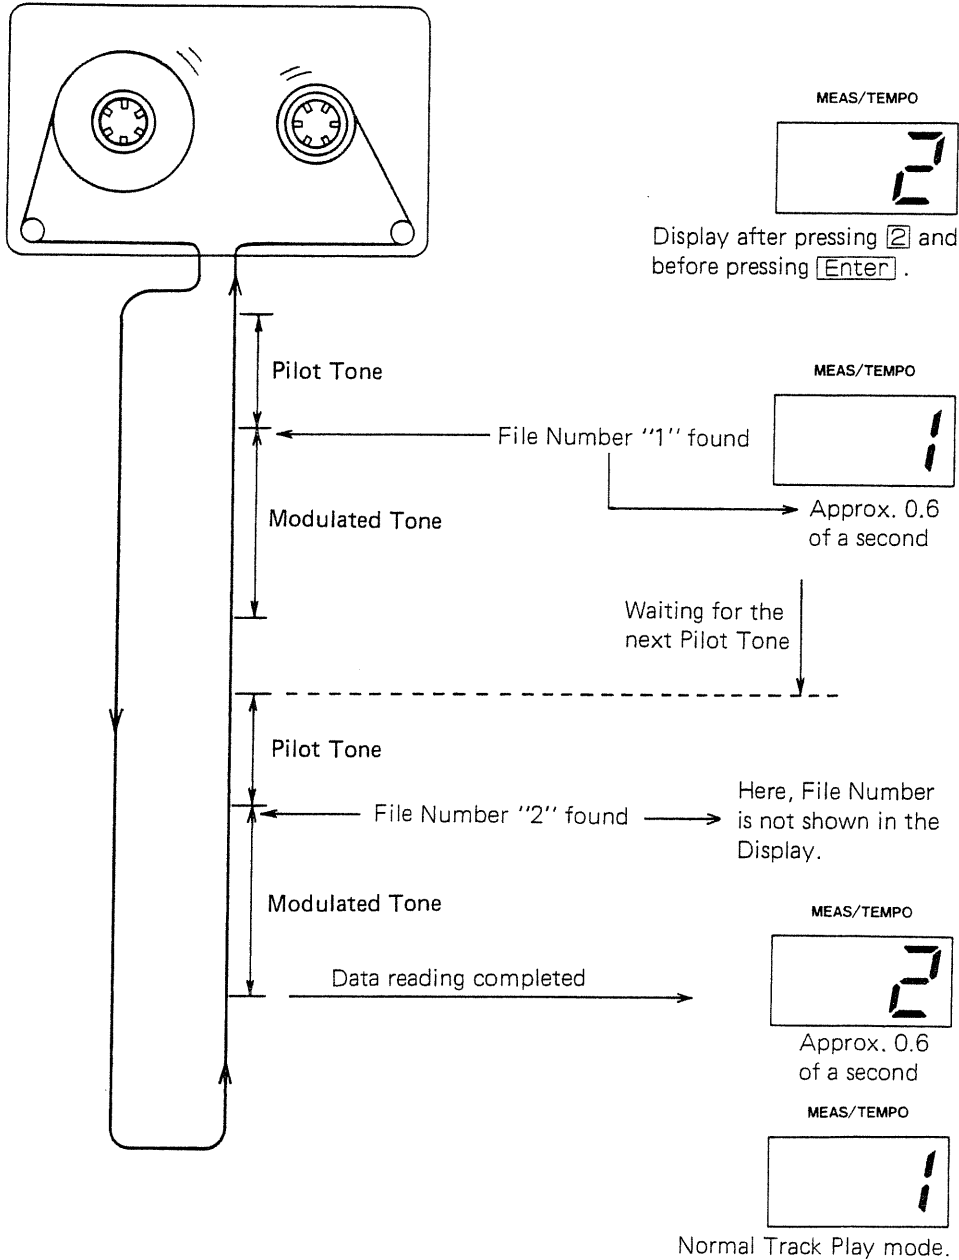 MEAS/TEMPO
2
Display after pressing 2 and
before pressing Enter .
Pilot Tone
MEAS/TEMPO
1
File Number "1" found
Modulated Tone
Approx. 0.6
of a second
Waiting for the
next Pilot Tone
Pilot Tone
File Number "2" found
Here, File Number
is not shown in the
Display.
Modulated Tone
MEAS/TEMPO
2
Data reading completed
Approx. 0.6
of a second
MEAS/TEMPO
1
Normal Track Play mode.